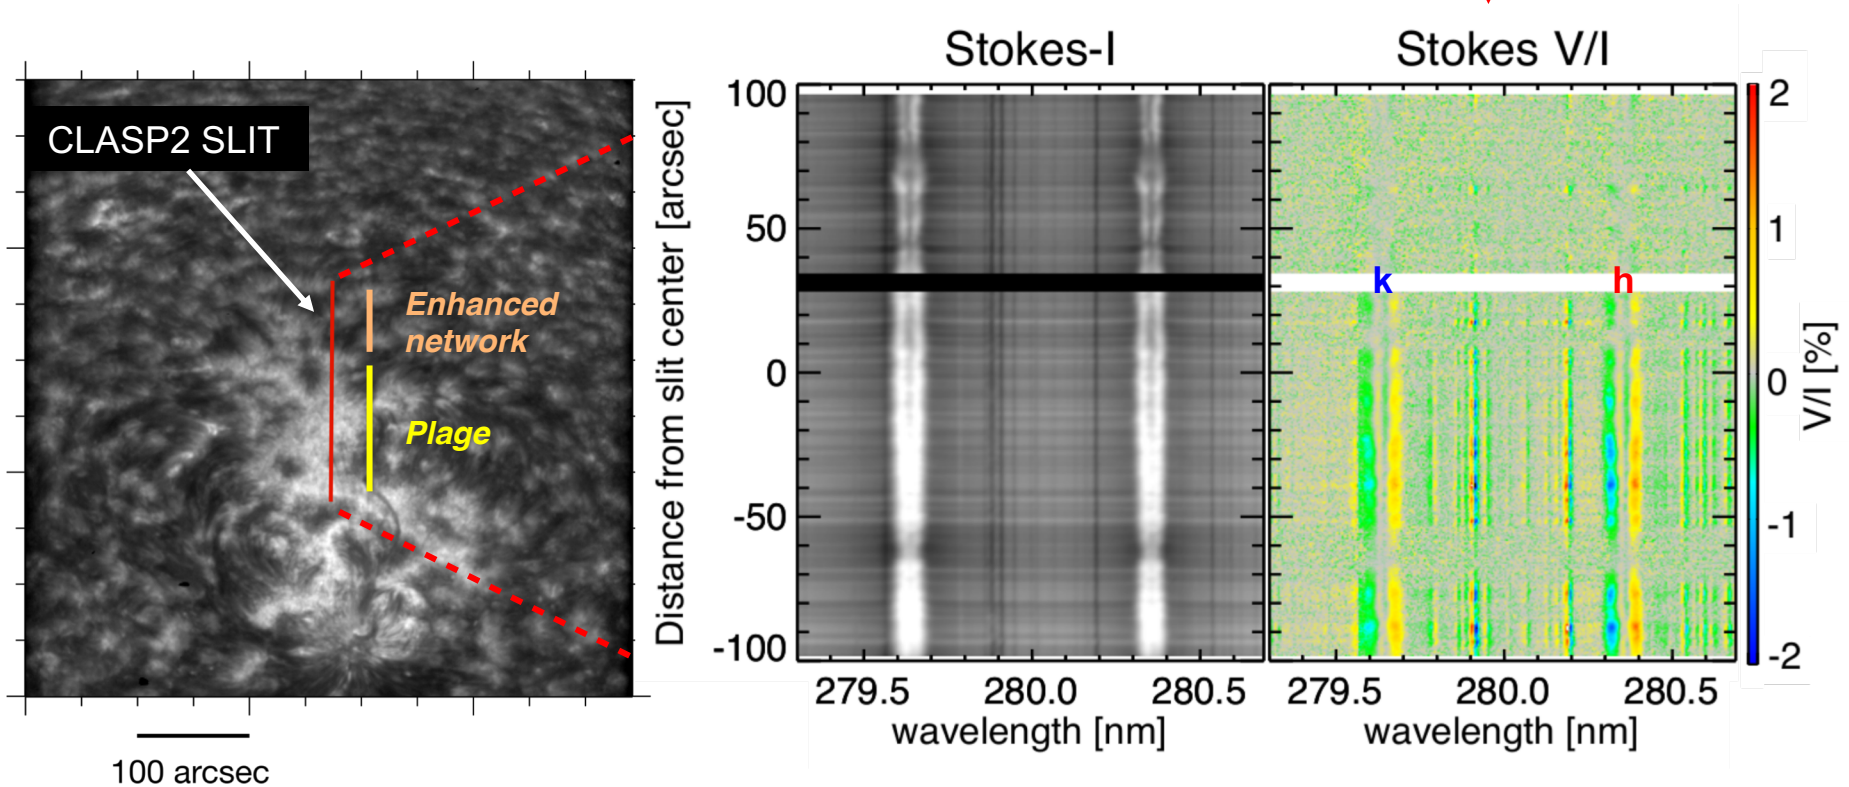 CLASP2 SLIT
Enhanced
network
Plage
100 arcsec
Stokes-I
Stokes V/I
Distance from slit center [arcsec]
100
50
0
-50
-100
279.5
280.0
280.5
wavelength [nm]
k
h
279.5
280.0
280.5
wavelength [nm]
2
1
0
-1
-2
V/I [%]